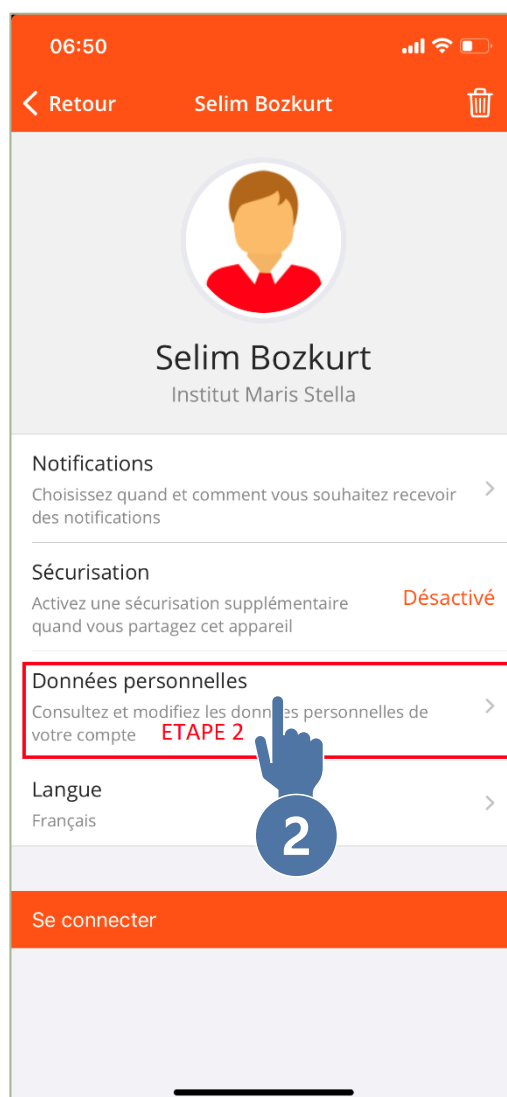 06:50
Retour Selim Bozkurt
Selim Bozkurt
Institut Maris Stella
Notifications
Choisissez quand et comment vous souhaitez recevoir
des notifications
Sécurisation
Activez une sécurisation supplémentaire
quand vous partagez cet appareil
Désactivé
Données personnelles
Consultez et modifiez les données personnelles de
votre compte ETAPE 2
Langue
Français
2
Se connecter